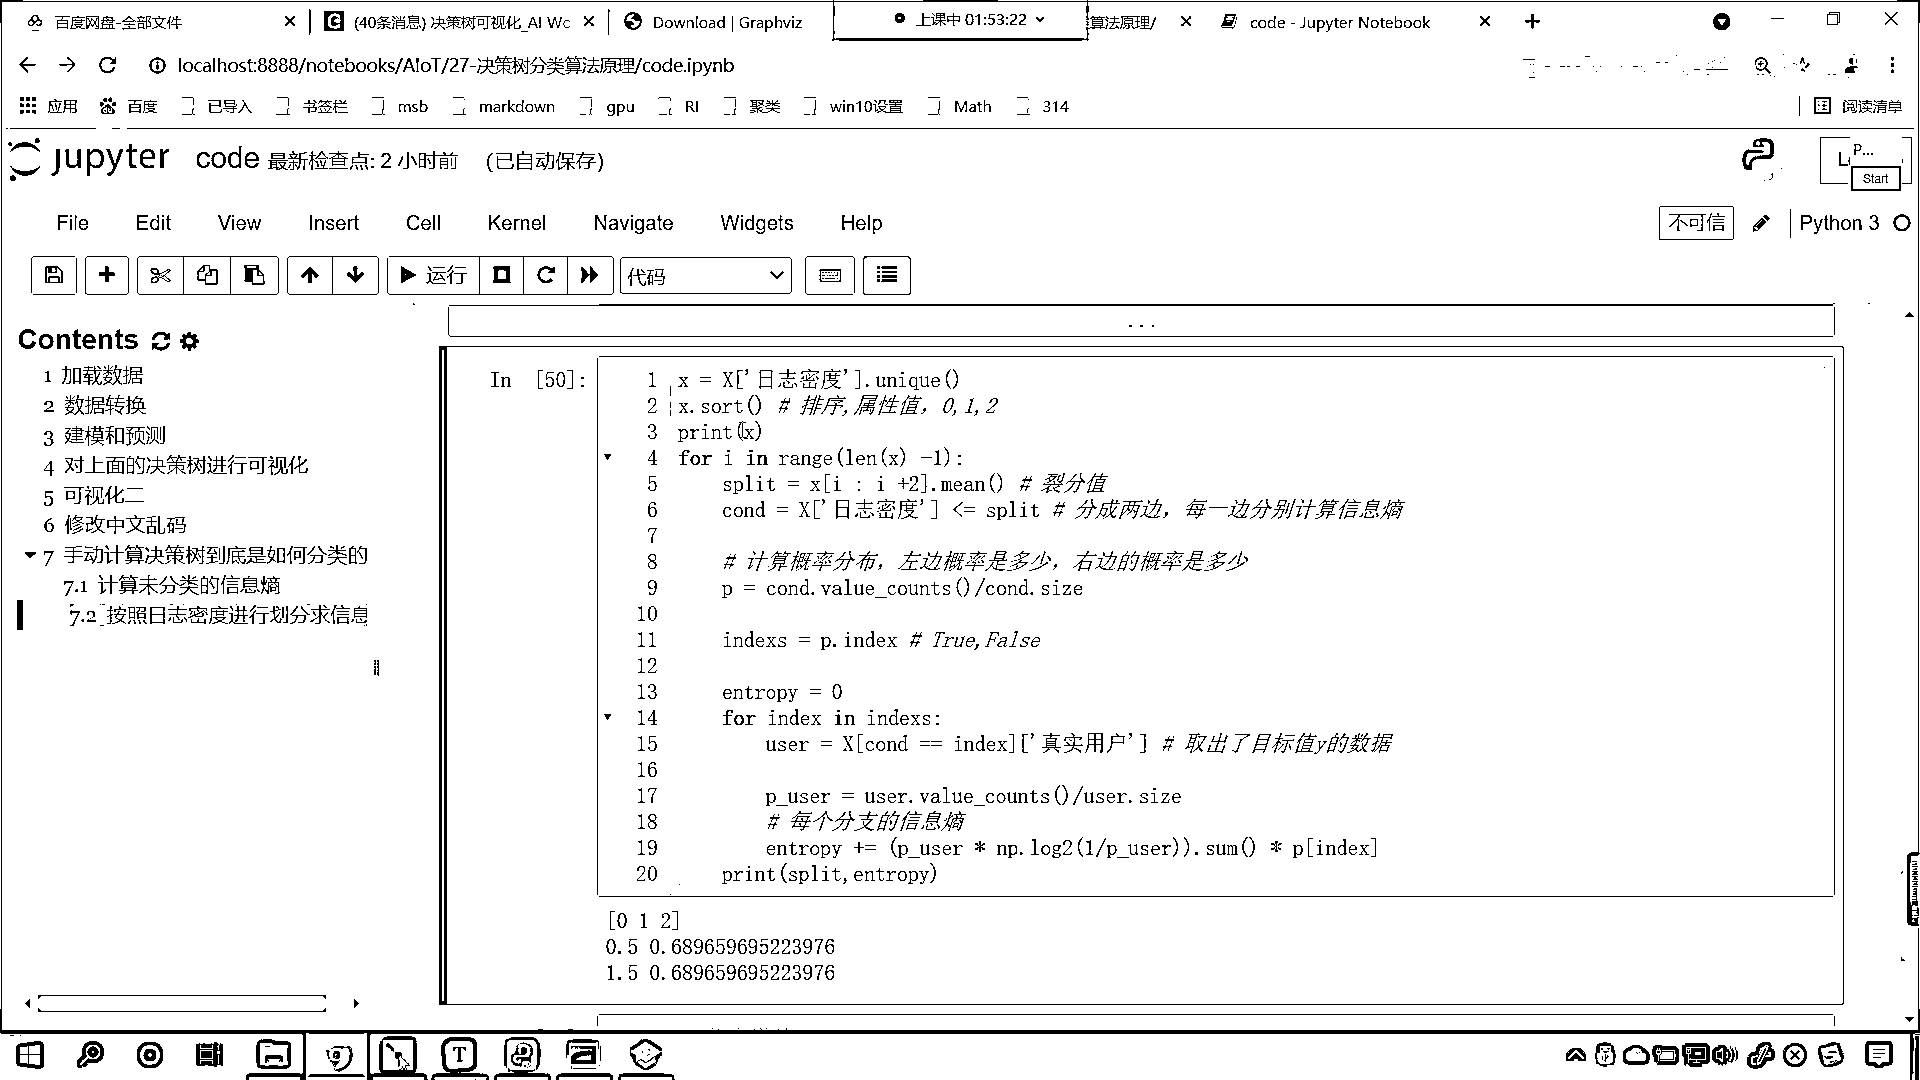 百度网盘-全部文件
(40条消息) 决策树可视化_AI Wc
Download | Graphviz
上课中 01:53:22
算法原理/
code - Jupyter Notebook
localhost:8888/notebooks/AIoT/27-决策树分类算法原理/code.ipynb
应用
百度
已导入
书签栏
msb
markdown
gpu
RI
聚类
win10设置
Math
314
阅读清单
jupyter code 最新检查点: 2 小时前 (已自动保存)
P...
Start
File Edit View Insert Cell Kernel Navigate Widgets Help
不可信
Python 3
运行
代码
...
Contents
1 加载数据
2 数据转换
3 建模和预测
4 对上面的决策树进行可视化
5 可视化二
6 修改中文乱码
7 手动计算决策树到底是如何分类的
7.1 计算未分类的信息熵
7.2 按照日志密度进行划分求信息
In [50]:
1 x = X['日志密度'].unique()
2 x.sort() # 排序,属性值，0,1,2
3 print(x)
4 for i in range(len(x) -1):
5 split = x[i : i +2].mean() # 裂分值
6 cond = X['日志密度'] <= split # 分成两边，每一边分别计算信息熵
7
8 # 计算概率分布，左边概率是多少，右边的概率是多少
9 p = cond.value_counts()/cond.size
10
11 indexs = p.index # True,False
12
13 entropy = 0
14 for index in indexs:
15 user = X[cond == index]['真实用户'] # 取出了目标值y的数据
16
17 p_user = user.value_counts()/user.size
18 # 每个分支的信息熵
19 entropy += (p_user * np.log2(1/p_user)).sum() * p[index]
20 print(split,entropy)
[0 1 2]
0.5 0.689659695223976
1.5 0.689659695223976